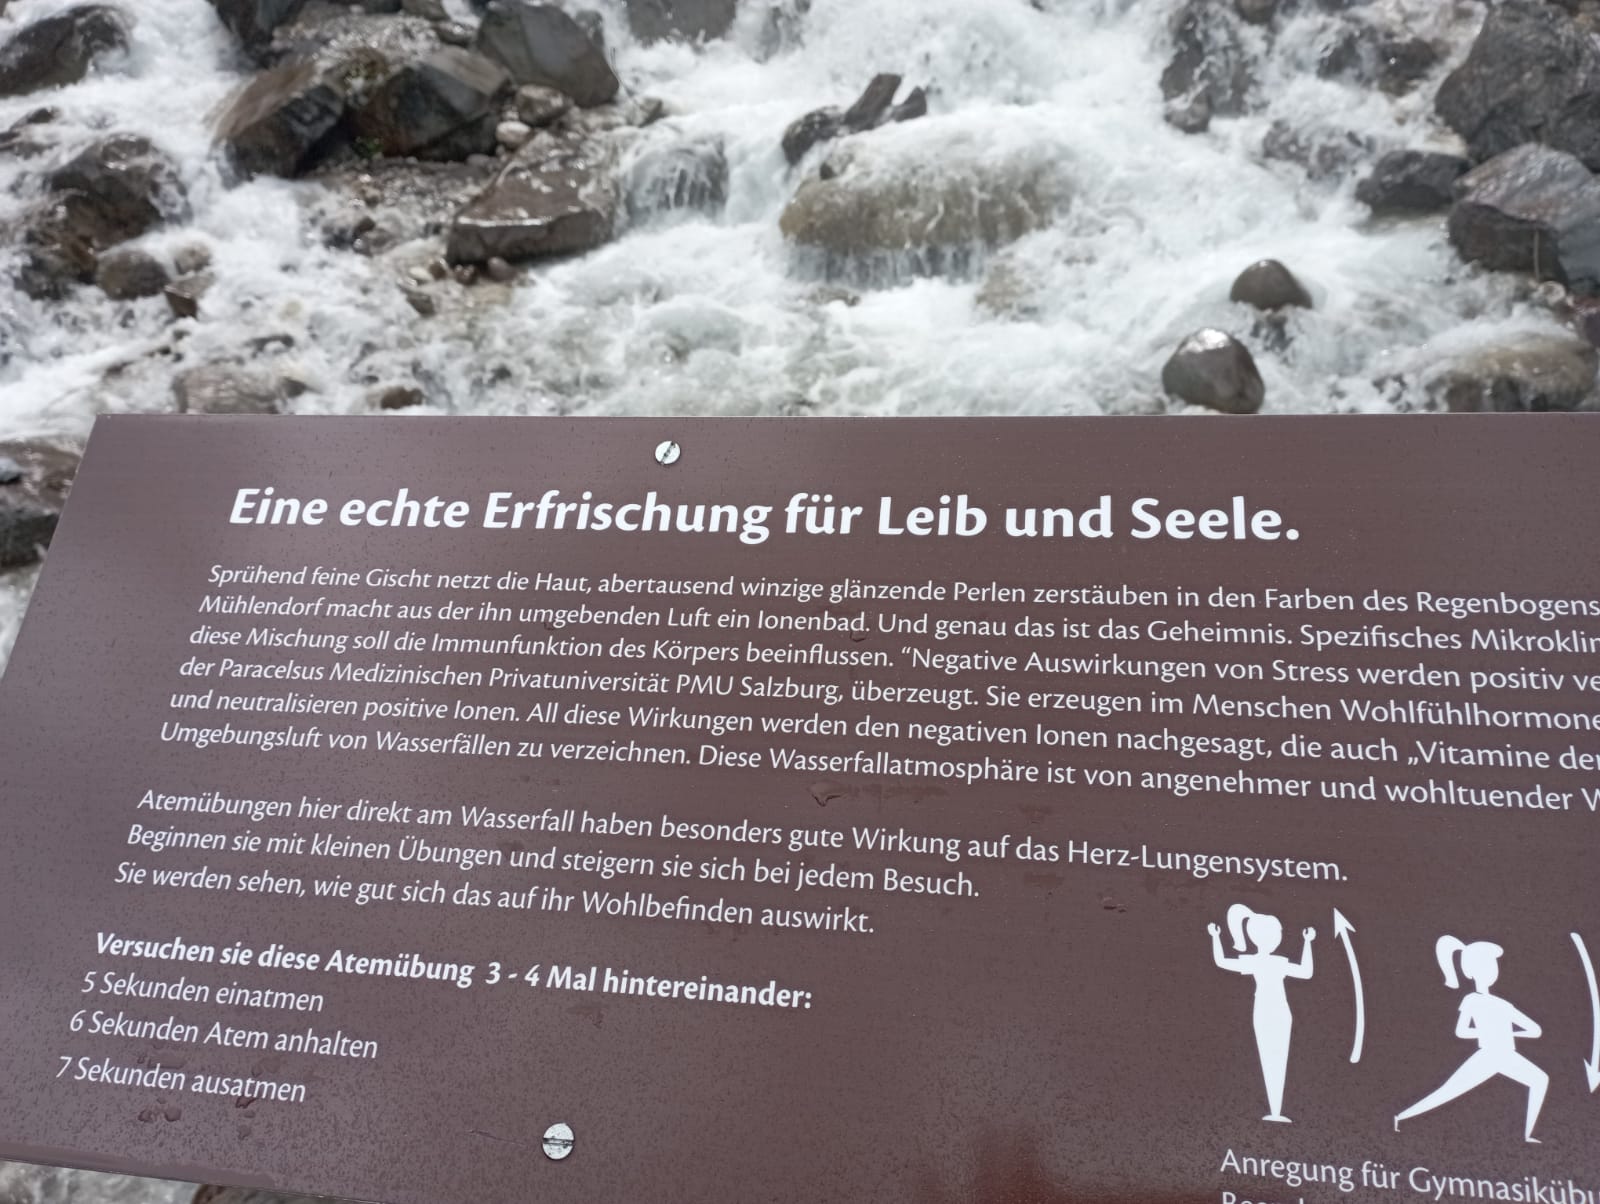 Eine echte Erfrischung für Leib und Seele.
Sprühend feine Gischt netzt die Haut, abertausend winzige glänzende Perlen zerstäuben in den Farben des Regenbogens
Mühlendorf macht aus der ihn umgebenden Luft ein Ionenbad. Und genau das ist das Geheimnis. Spezifisches Mikroklim
diese Mischung soll die Immunfunktion des Körpers beeinflussen. “Negative Auswirkungen von Stress werden positiv ve
der Paracelsus Medizinischen Privatuniversität PMU Salzburg, überzeugt. Sie erzeugen im Menschen Wohlfühlhormone
und neutralisieren positive Ionen. All diese Wirkungen werden den negativen Ionen nachgesagt, die auch „Vitamine der
Umgebungsluft von Wasserfällen zu verzeichnen. Diese Wasserfallatmosphäre ist von angenehmer und wohltuender W
Atemübungen hier direkt am Wasserfall haben besonders gute Wirkung auf das Herz-Lungensystem.
Beginnen sie mit kleinen Übungen und steigern sie sich bei jedem Besuch.
Sie werden sehen, wie gut sich das auf ihr Wohlbefinden auswirkt.
Versuchen sie diese Atemübung 3 - 4 Mal hintereinander:
5 Sekunden einatmen
6 Sekunden Atem anhalten
7 Sekunden ausatmen
Anregung für Gymnasikübu